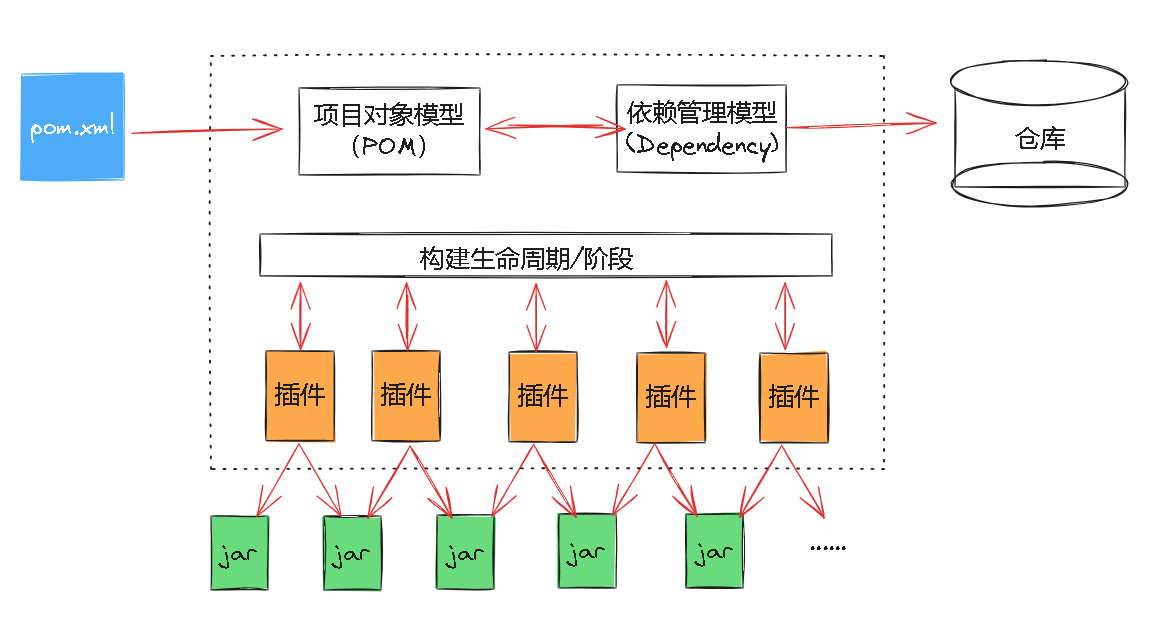 pom.xml
项目对象模型
(POM)
依赖管理模型
(Dependency)
仓库
构建生命周期/阶段
插件
插件
插件
插件
插件
jar
jar
jar
jar
jar
······